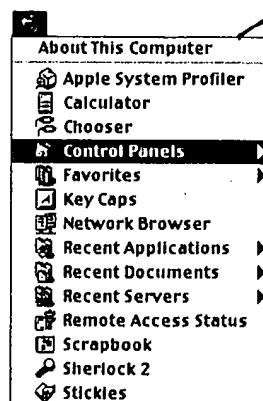 About This Computer
Apple System Profiler
Calculator
Chooser
Control Panels
Favorites
Key Caps
Network Browser
Recent Applications
Recent Documents
Recent Servers
Remote Access Status
Scrapbook
Sherlock 2
Stickies